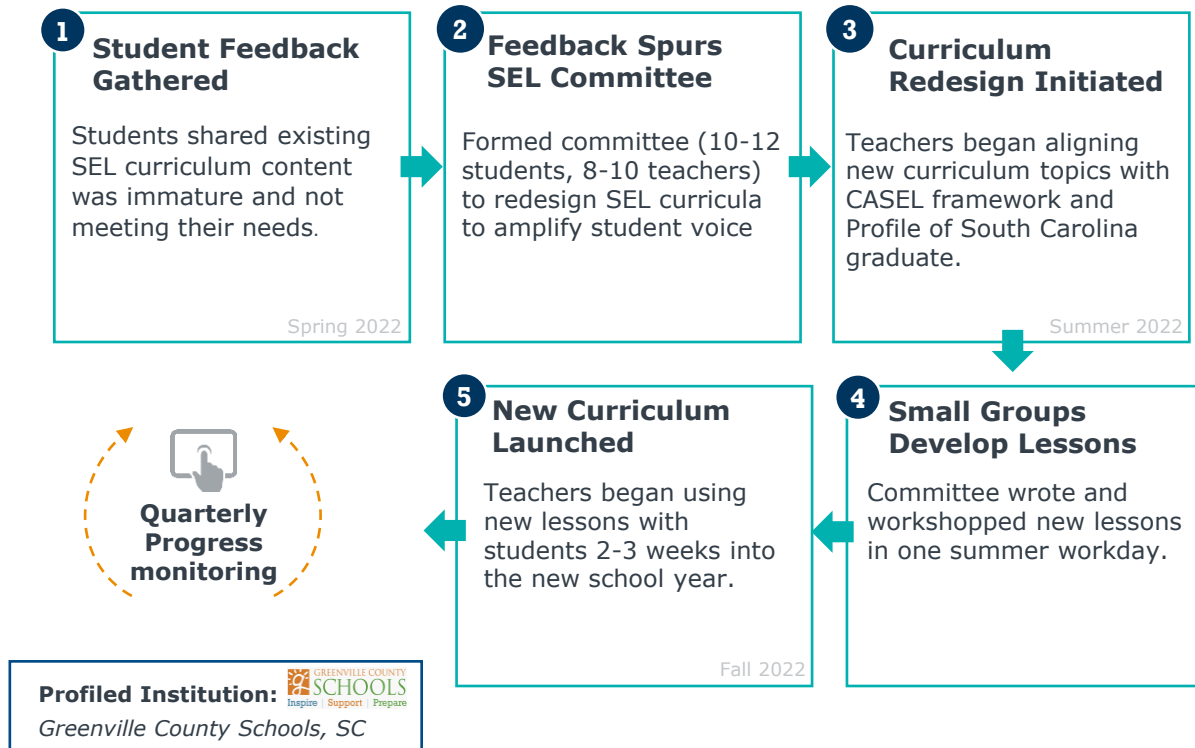 1
Student Feedback
Gathered
Students shared existing
SEL curriculum content
was immature and not
meeting their needs.
Spring 2022
2
Feedback Spurs
SEL Committee
Formed committee (10-12
students, 8-10 teachers)
to redesign SEL curricula
to amplify student voice
3
Curriculum
Redesign Initiated
Teachers began aligning
new curriculum topics with
CASEL framework and
Profile of South Carolina
graduate.
Summer 2022
4
Small Groups
Develop Lessons
Committee wrote and
workshopped new lessons
in one summer workday.
5
New Curriculum
Launched
Teachers began using
new lessons with
students 2-3 weeks into
the new school year.
Fall 2022
Quarterly
Progress
monitoring
Profiled Institution:
GREENVILLE COUNTY
SCHOOLS
Inspire | Support | Prepare
Greenville County Schools, SC